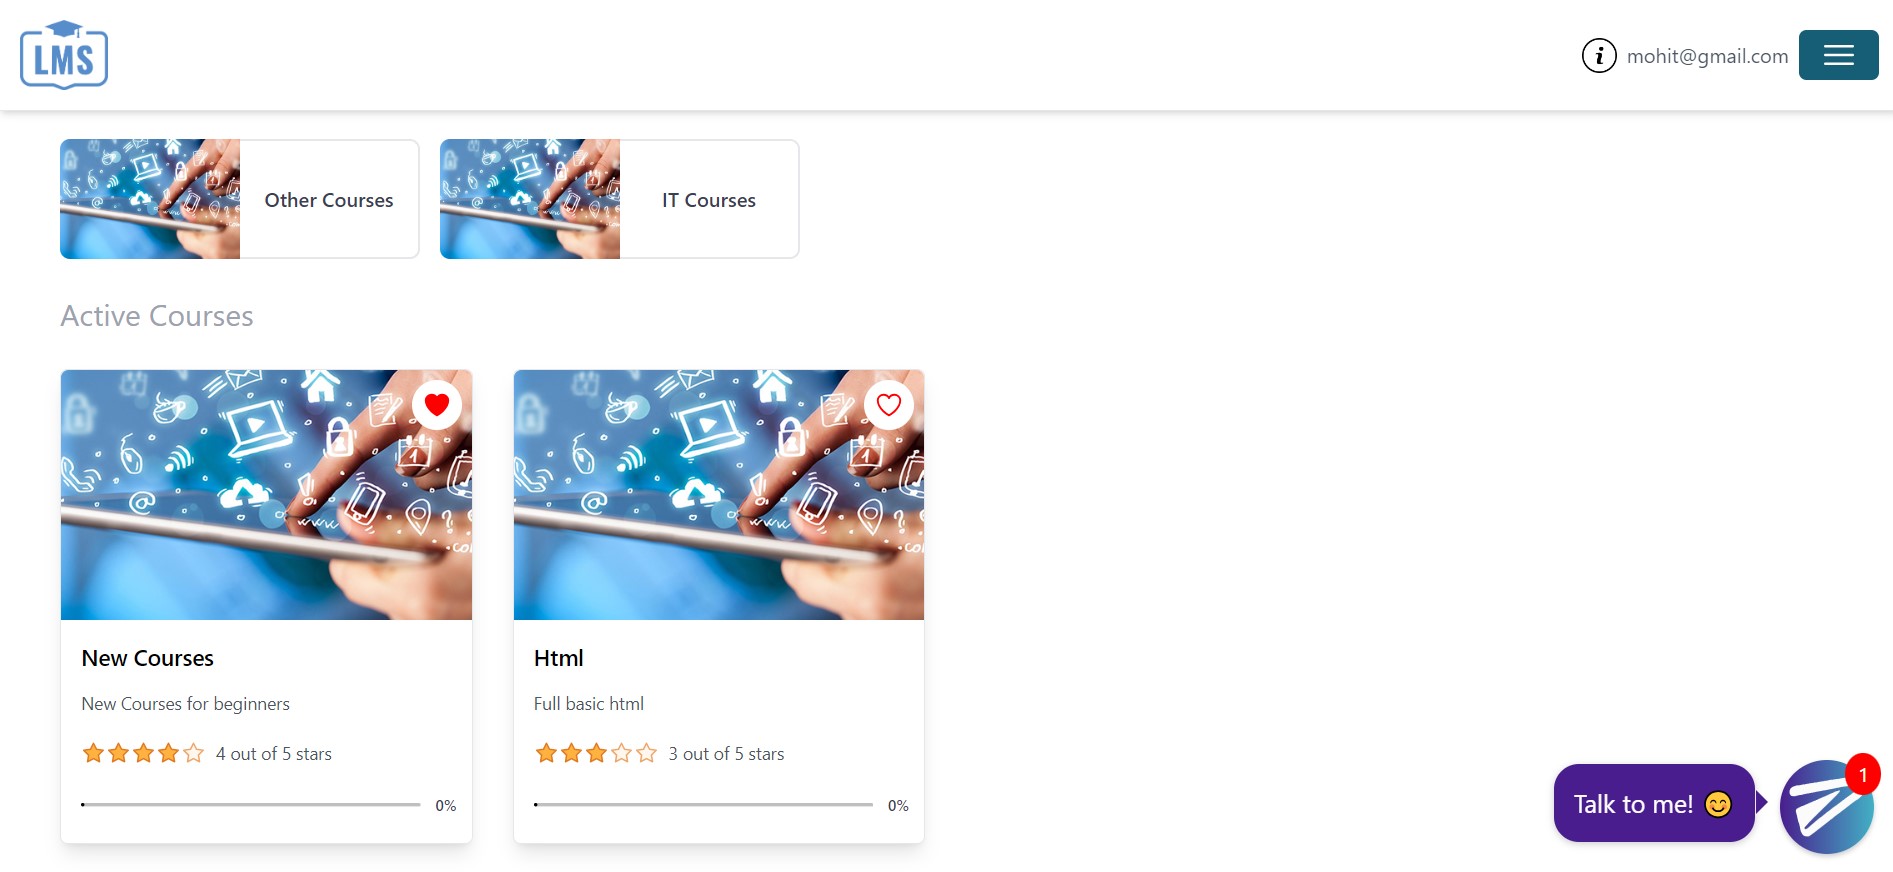 LMS
i mohit@gmail.com
Other Courses
IT Courses
Active Courses
New Courses
New Courses for beginners
4 out of 5 stars
0%
Html
Full basic html
3 out of 5 stars
0%
Talk to me! 😊
1